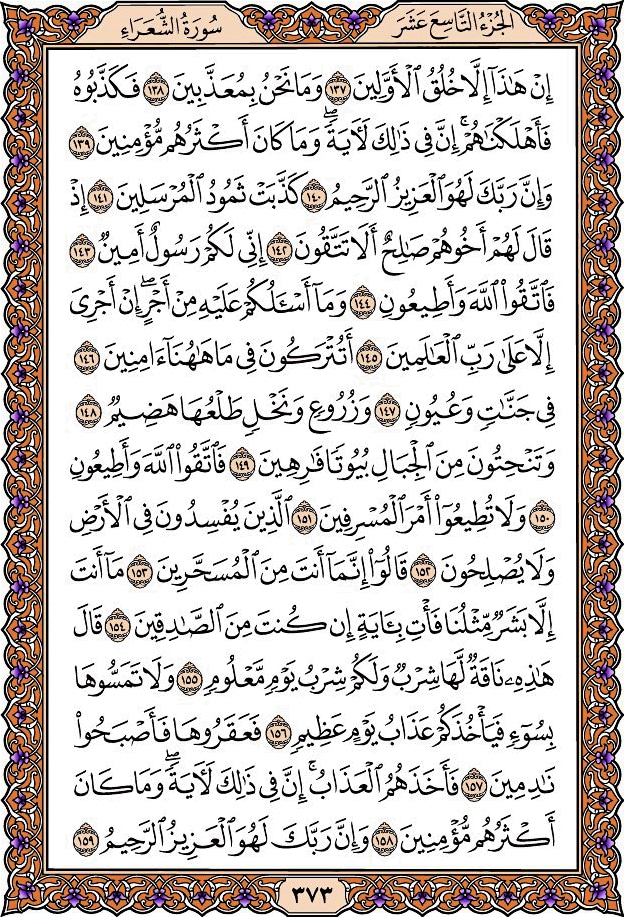 الجُزْءُ التَّاسِعَ عَشَرَ
سُورَةُ الشُّعَرَاءِ
إِنْ هَٰذَآ إِلَّا خُلُقُ ٱلْأَوَّلِينَ ١٣٧ وَمَا نَحْنُ بِمُعَذَّبِينَ ١٣٨ فَكَذَّبُوهُ
فَأَهْلَكْنَٰهُمْۚ إِنَّ فِى ذَٰلِكَ لَءَايَةًۖ وَمَا كَانَ أَكْثَرُهُم مُّؤْمِنِينَ ١٣٩
وَإِنَّ رَبَّكَ لَهُوَ ٱلْعَزِيزُ ٱلرَّحِيمُ ١٤٠ كَذَّبَتْ ثَمُودُ ٱلْمُرْسَلِينَ ١٤١ إِذْ
قَالَ لَهُمْ أَخُوهُمْ صَٰلِحٌ أَلَا تَتَّقُونَ ١٤٢ إِنِّى لَكُمْ رَسُولٌ أَمِينٌ ١٤٣
فَٱتَّقُوا۟ ٱللَّهَ وَأَطِيعُونِ ١٤٤ وَمَآ أَسْـَٔلُكُمْ عَلَيْهِ مِنْ أَجْرٍۖ إِنْ أَجْرِىَ
إِلَّا عَلَىٰ رَبِّ ٱلْعَٰلَمِينَ ١٤٥ أَتُتْرَكُونَ فِى مَا هَٰهُنَآ ءَامِنِينَ ١٤٦
فِى جَنَّٰتٍ وَعُيُونٍ ١٤٧ وَزُرُوعٍ وَنَخْلٍ طَلْعُهَا هَضِيمٌ ١٤٨
وَتَنْحِتُونَ مِنَ ٱلْجِبَالِ بُيُوتًا فَٰرِهِينَ ١٤٩ فَٱتَّقُوا۟ ٱللَّهَ وَأَطِيعُونِ
١٥٠ وَلَا تُطِيعُوٓا۟ أَمْرَ ٱلْمُسْرِفِينَ ١٥١ ٱلَّذِينَ يُفْسِدُونَ فِى ٱلْأَرْضِ
وَلَا يُصْلِحُونَ ١٥٢ قَالُوٓا۟ إِنَّمَآ أَنتَ مِنَ ٱلْمُسَحَّرِينَ ١٥٣ مَآ أَنتَ
إِلَّا بَشَرٌ مِّثْلُنَا فَأْتِ بِـَٔايَةٍ إِن كُنتَ مِنَ ٱلصَّٰدِقِينَ ١٥٤ قَالَ
هَٰذِهِۦ نَاقَةٌ لَّهَا شِرْبٌ وَلَكُمْ شِرْبُ يَوْمٍ مَّعْلُومٍ ١٥٥ وَلَا تَمَسُّوهَا
بِسُوٓءٍ فَيَأْخُذَكُمْ عَذَابُ يَوْمٍ عَظِيمٍ ١٥٦ فَعَقَرُوهَا فَأَصْبَحُوا۟
نَٰدِمِينَ ١٥٧ فَأَخَذَهُمُ ٱلْعَذَابُۚ إِنَّ فِى ذَٰلِكَ لَءَايَةًۖ وَمَا كَانَ
أَكْثَرُهُم مُّؤْمِنِينَ ١٥٨ وَإِنَّ رَبَّكَ لَهُوَ ٱلْعَزِيزُ ٱلرَّحِيمُ ١٥٩
٣٧٣